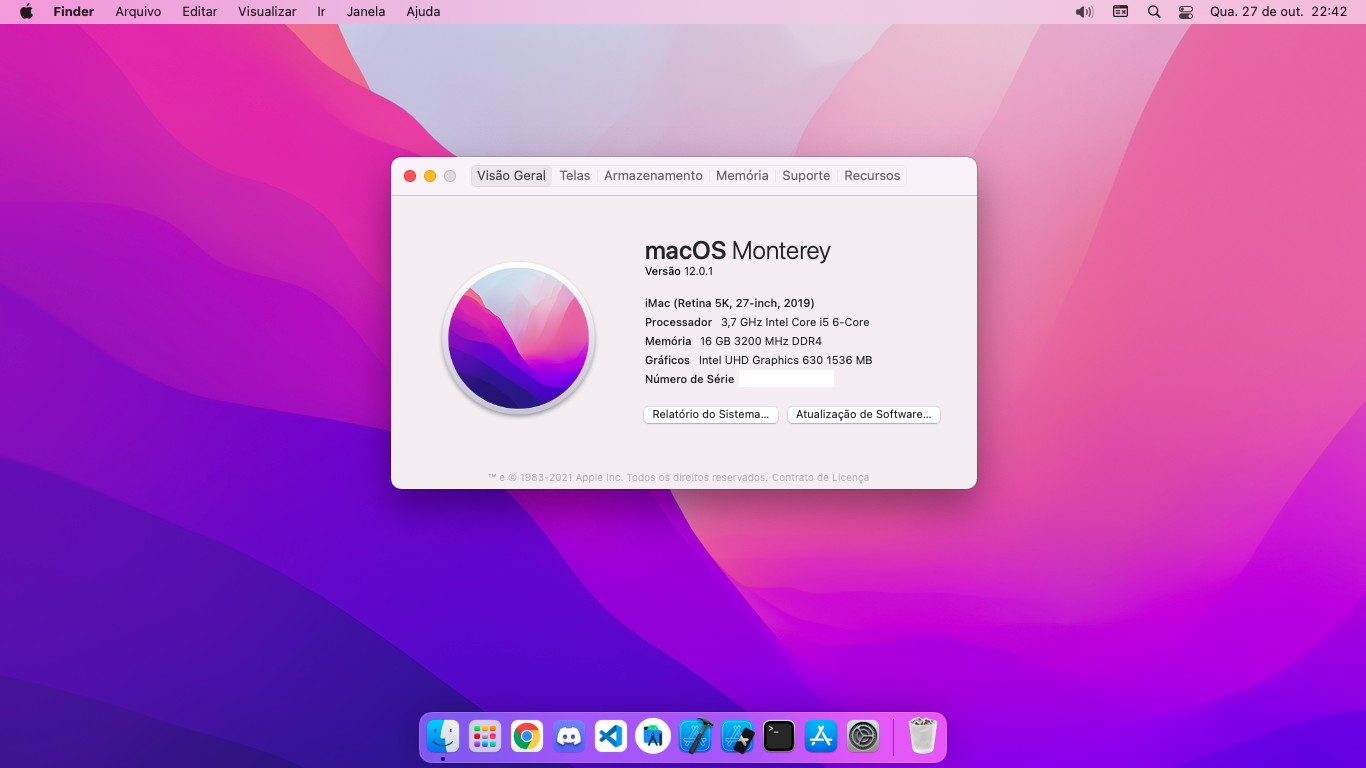 Finder Arquivo Editar Visualizar Ir Janela Ajuda Qua. 27 de out. 22:42
Visão Geral Telas Armazenamento Memória Suporte Recursos
macOS Monterey
Versão 12.0.1
iMac (Retina 5K, 27-inch, 2019)
Processador 3,7 GHz Intel Core i5 6-Core
Memória 16 GB 3200 MHz DDR4
Gráficos Intel UHD Graphics 630 1536 MB
Número de Série
Relatório do Sistema... Atualização de Software...
™ e © 1983-2021 Apple Inc. Todos os direitos reservados. Contrato de Licença
>_